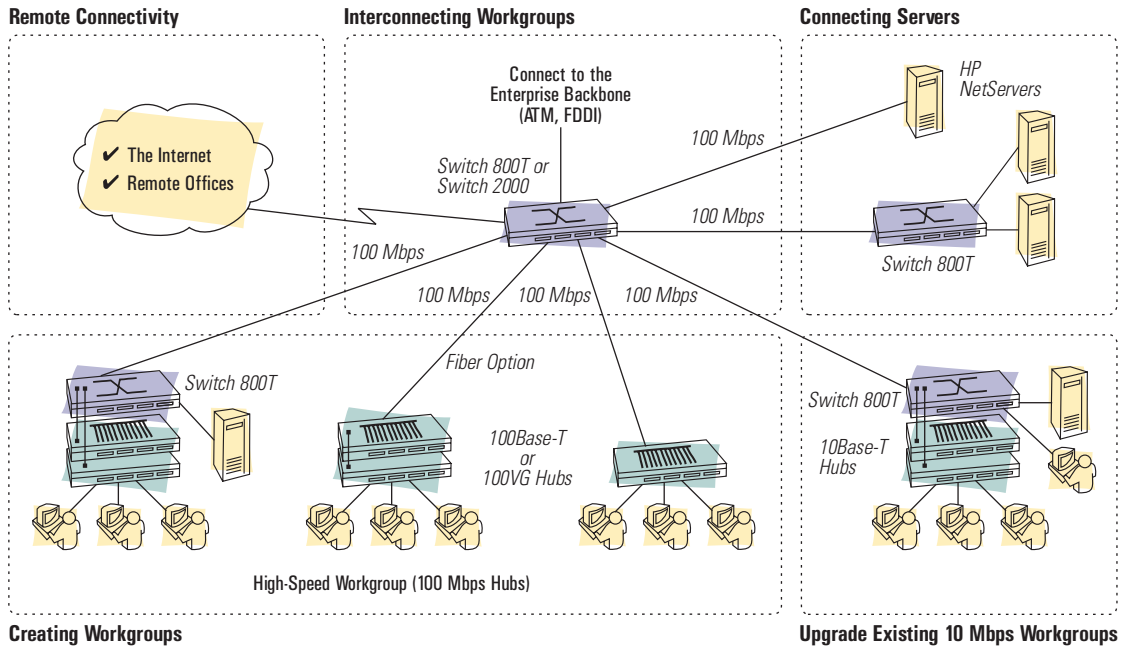 Remote Connectivity
Interconnecting Workgroups
Connecting Servers
✔ The Internet
✔ Remote Offices
Connect to the
Enterprise Backbone
(ATM, FDDI)
Switch 800T or
Switch 2000
HP
NetServers
100 Mbps
100 Mbps
Switch 800T
100 Mbps
100 Mbps
100 Mbps
100 Mbps
Switch 800T
Fiber Option
100Base-T
or
100VG Hubs
Switch 800T
10Base-T
Hubs
High-Speed Workgroup (100 Mbps Hubs)
Creating Workgroups
Upgrade Existing 10 Mbps Workgroups